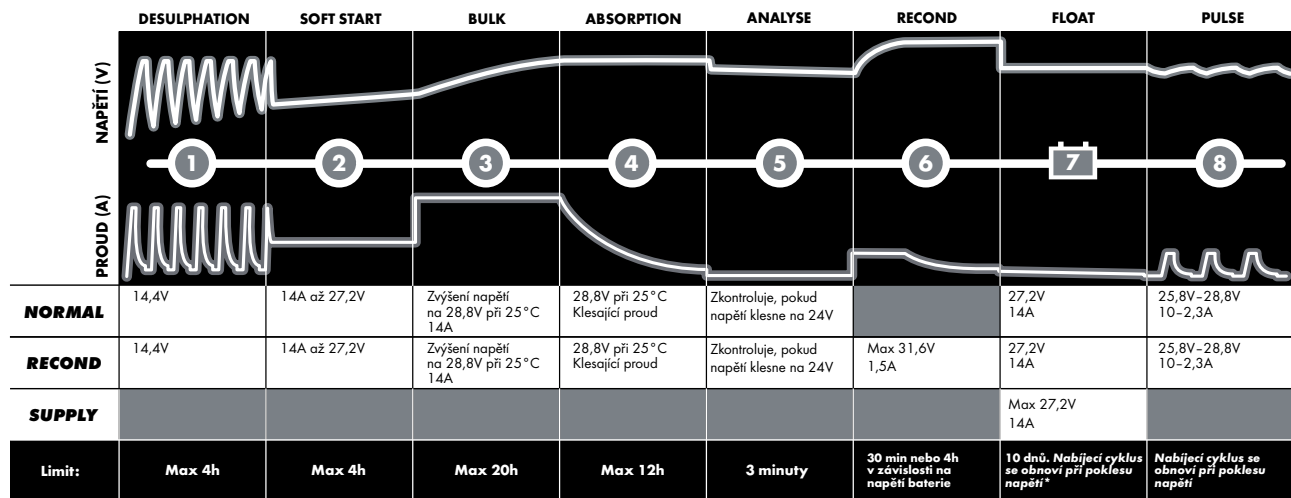 DESULPHATION SOFT START BULK ABSORPTION ANALYSE RECOND FLOAT PULSE
NAPĚTÍ (V)
1 2 3 4 5 6 7 8
PROUD (A)
NORMAL
14,4V
14A až 27,2V
Zvýšení napětí
na 28,8V při 25°C
14A
28,8V při 25°C
Klesající proud
Zkontroluje, pokud
napětí klesne na 24V
27,2V
14A
25,8V–28,8V
10–2,3A
RECOND
14,4V
14A až 27,2V
Zvýšení napětí
na 28,8V při 25°C
14A
28,8V při 25°C
Klesající proud
Zkontroluje, pokud
napětí klesne na 24V
Max 31,6V
1,5A
27,2V
14A
25,8V–28,8V
10–2,3A
SUPPLY
Max 27,2V
14A
Limit:
Max 4h
Max 4h
Max 20h
Max 12h
3 minuty
30 min nebo 4h
v závislosti na
napětí baterie
10 dnů. Nabíjecí cyklus
se obnoví při poklesu
napětí*
Nabíjecí cyklus se
obnoví při poklesu
napětí